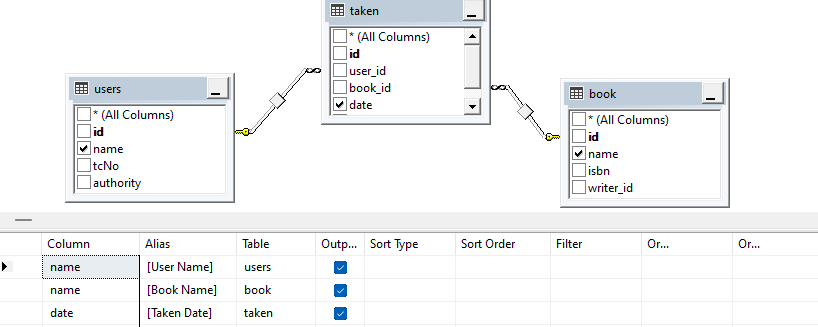 taken
* (All Columns)
id
user_id
book_id
date
users
* (All Columns)
id
name
tcNo
authority
book
* (All Columns)
id
name
isbn
writer_id
Column Alias Table Outp... Sort Type Sort Order Filter Or... Or...
name [User Name] users
name [Book Name] book
date [Taken Date] taken